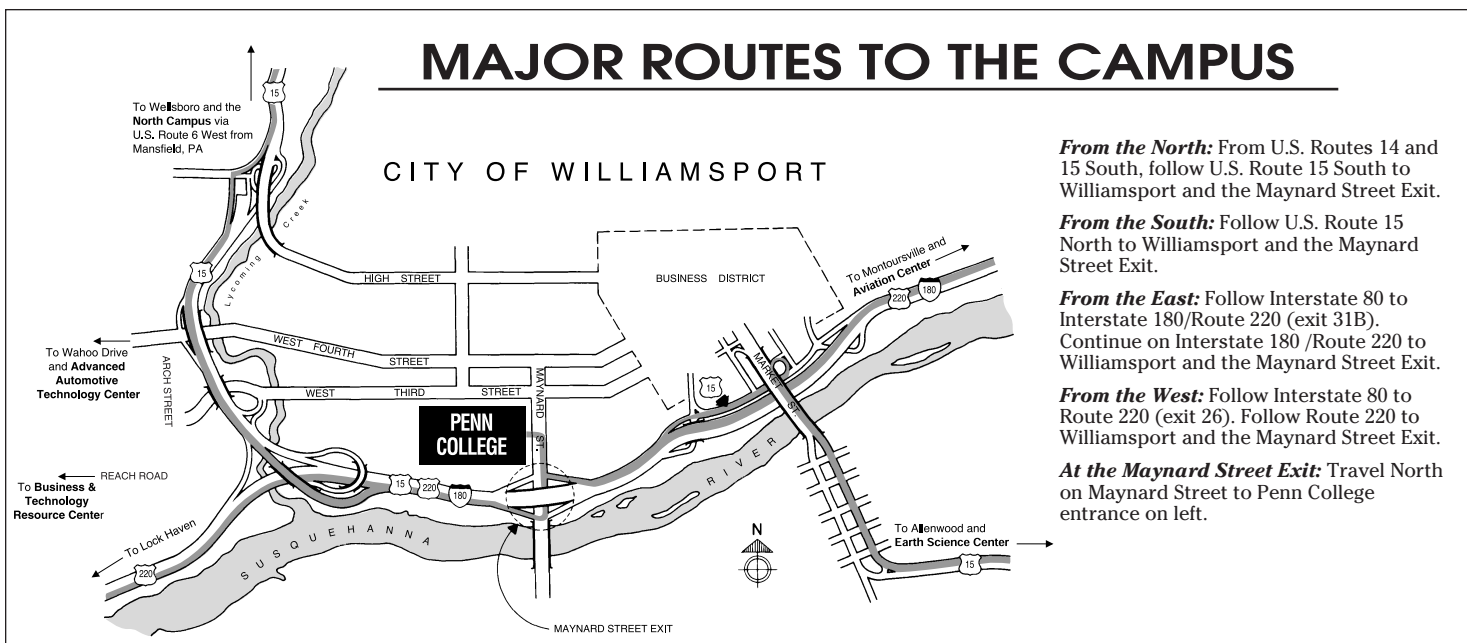 MAJOR ROUTES TO THE CAMPUS
15
To Wellsboro and the
North Campus via
U.S. Route 6 West from
Mansfield, PA
CITY OF WILLIAMSPORT
Lycoming Creek
15
HIGH STREET
BUSINESS DISTRICT
To Montoursville and
Aviation Center
220
180
To Wahoo Drive
and Advanced
Automotive
Technology Center
ARCH STREET
WEST FOURTH
STREET
WEST THIRD STREET
MAYNARD ST.
15
MARKET ST.
PENN
COLLEGE
REACH ROAD
To Business &
Technology
Resource Center
15
220
180
SUSQUEHANNA
RIVER
To Lock Haven
220
N
To Allenwood and
Earth Science Center
15
MAYNARD STREET EXIT
From the North: From U.S. Routes 14 and
15 South, follow U.S. Route 15 South to
Williamsport and the Maynard Street Exit.
From the South: Follow U.S. Route 15
North to Williamsport and the Maynard
Street Exit.
From the East: Follow Interstate 80 to
Interstate 180/Route 220 (exit 31B).
Continue on Interstate 180 /Route 220 to
Williamsport and the Maynard Street Exit.
From the West: Follow Interstate 80 to
Route 220 (exit 26). Follow Route 220 to
Williamsport and the Maynard Street Exit.
At the Maynard Street Exit: Travel North
on Maynard Street to Penn College
entrance on left.